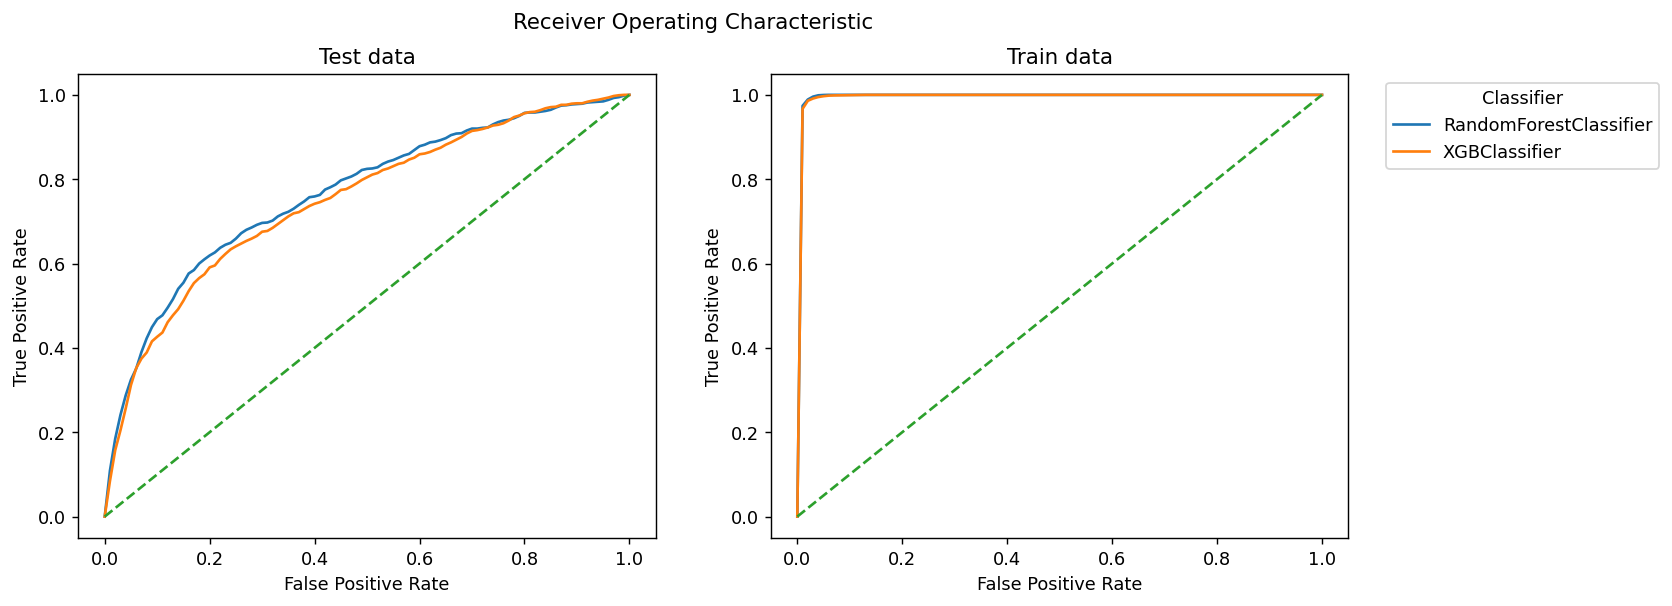 Receiver Operating Characteristic
Test data
1.0
0.8
0.6
0.4
0.2
0.0
True Positive Rate
0.0 0.2 0.4 0.6 0.8 1.0
False Positive Rate
Train data
1.0
0.8
0.6
0.4
0.2
0.0
True Positive Rate
0.0 0.2 0.4 0.6 0.8 1.0
False Positive Rate
Classifier
RandomForestClassifier
XGBClassifier